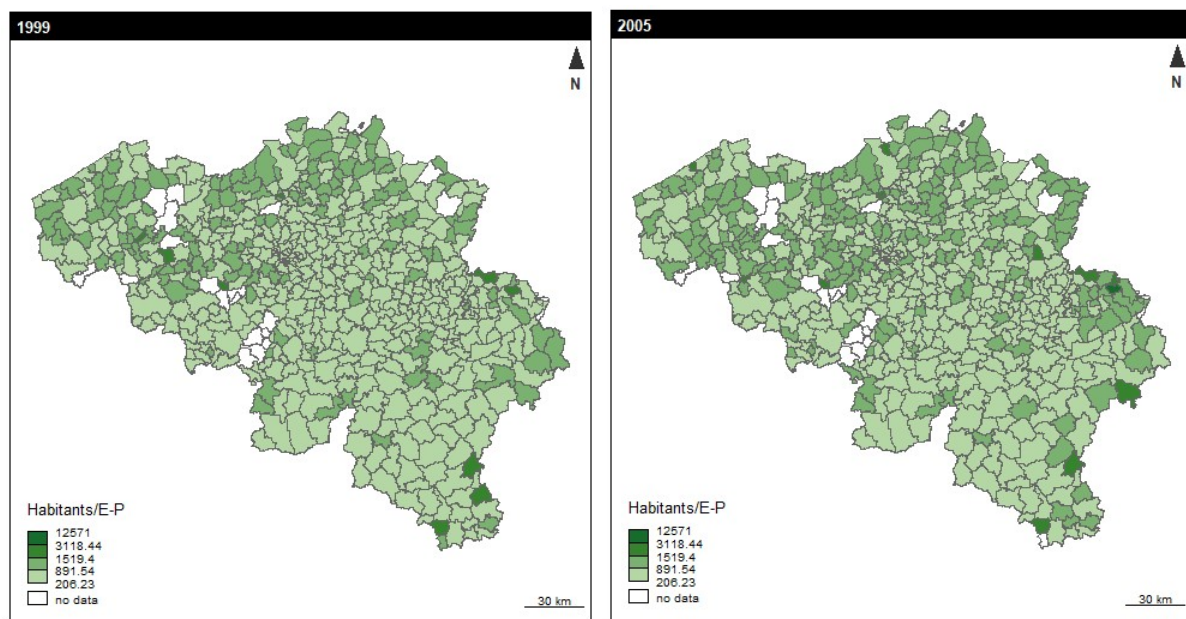 1999
N
Habitants/E-P
12571
3118.44
1519.4
891.54
206.23
no data
30 km
2005
N
Habitants/E-P
12571
3118.44
1519.4
891.54
206.23
no data
30 km